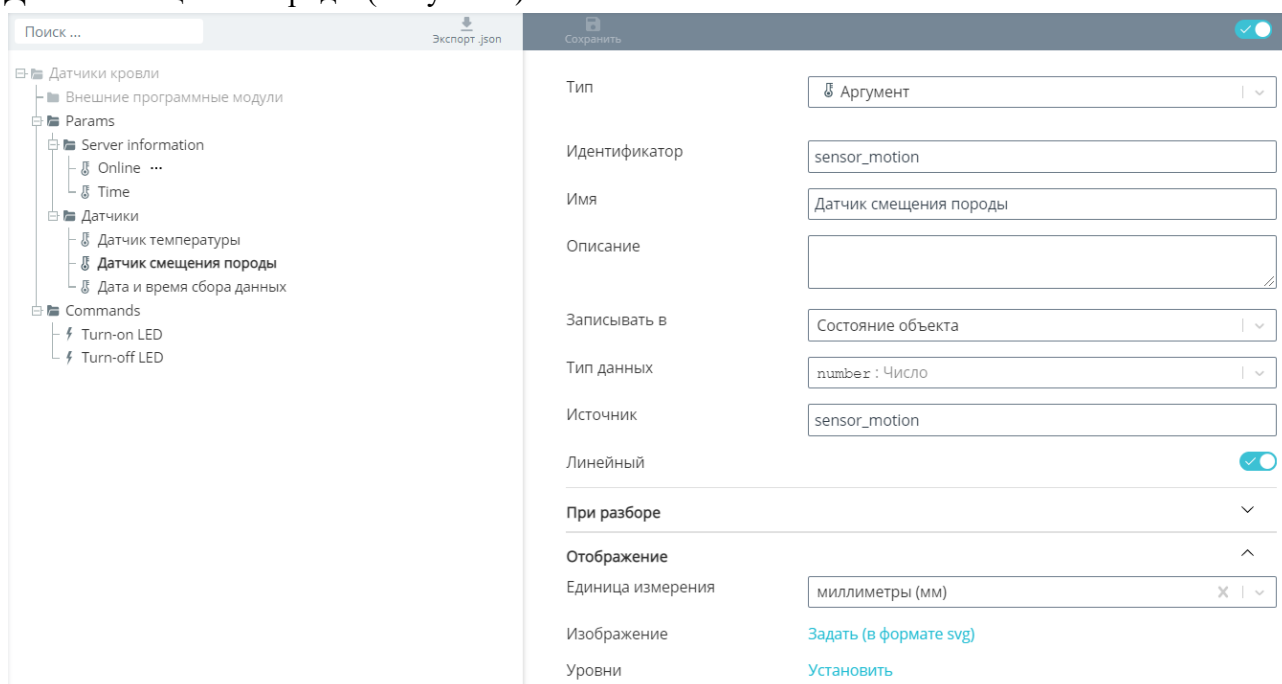 Поиск ...
Экспорт .json
Сохранить
Датчики кровли
Внешние программные модули
Params
Server information
Online ...
Time
Датчики
Датчик температуры
Датчик смещения породы
Дата и время сбора данных
Commands
Turn-on LED
Turn-off LED
Тип
Аргумент
Идентификатор
sensor_motion
Имя
Датчик смещения породы
Описание
Записывать в
Состояние объекта
Тип данных
number : Число
Источник
sensor_motion
Линейный
При разборе
Отображение
Единица измерения
миллиметры (мм)
Изображение
Задать (в формате svg)
Уровни
Установить